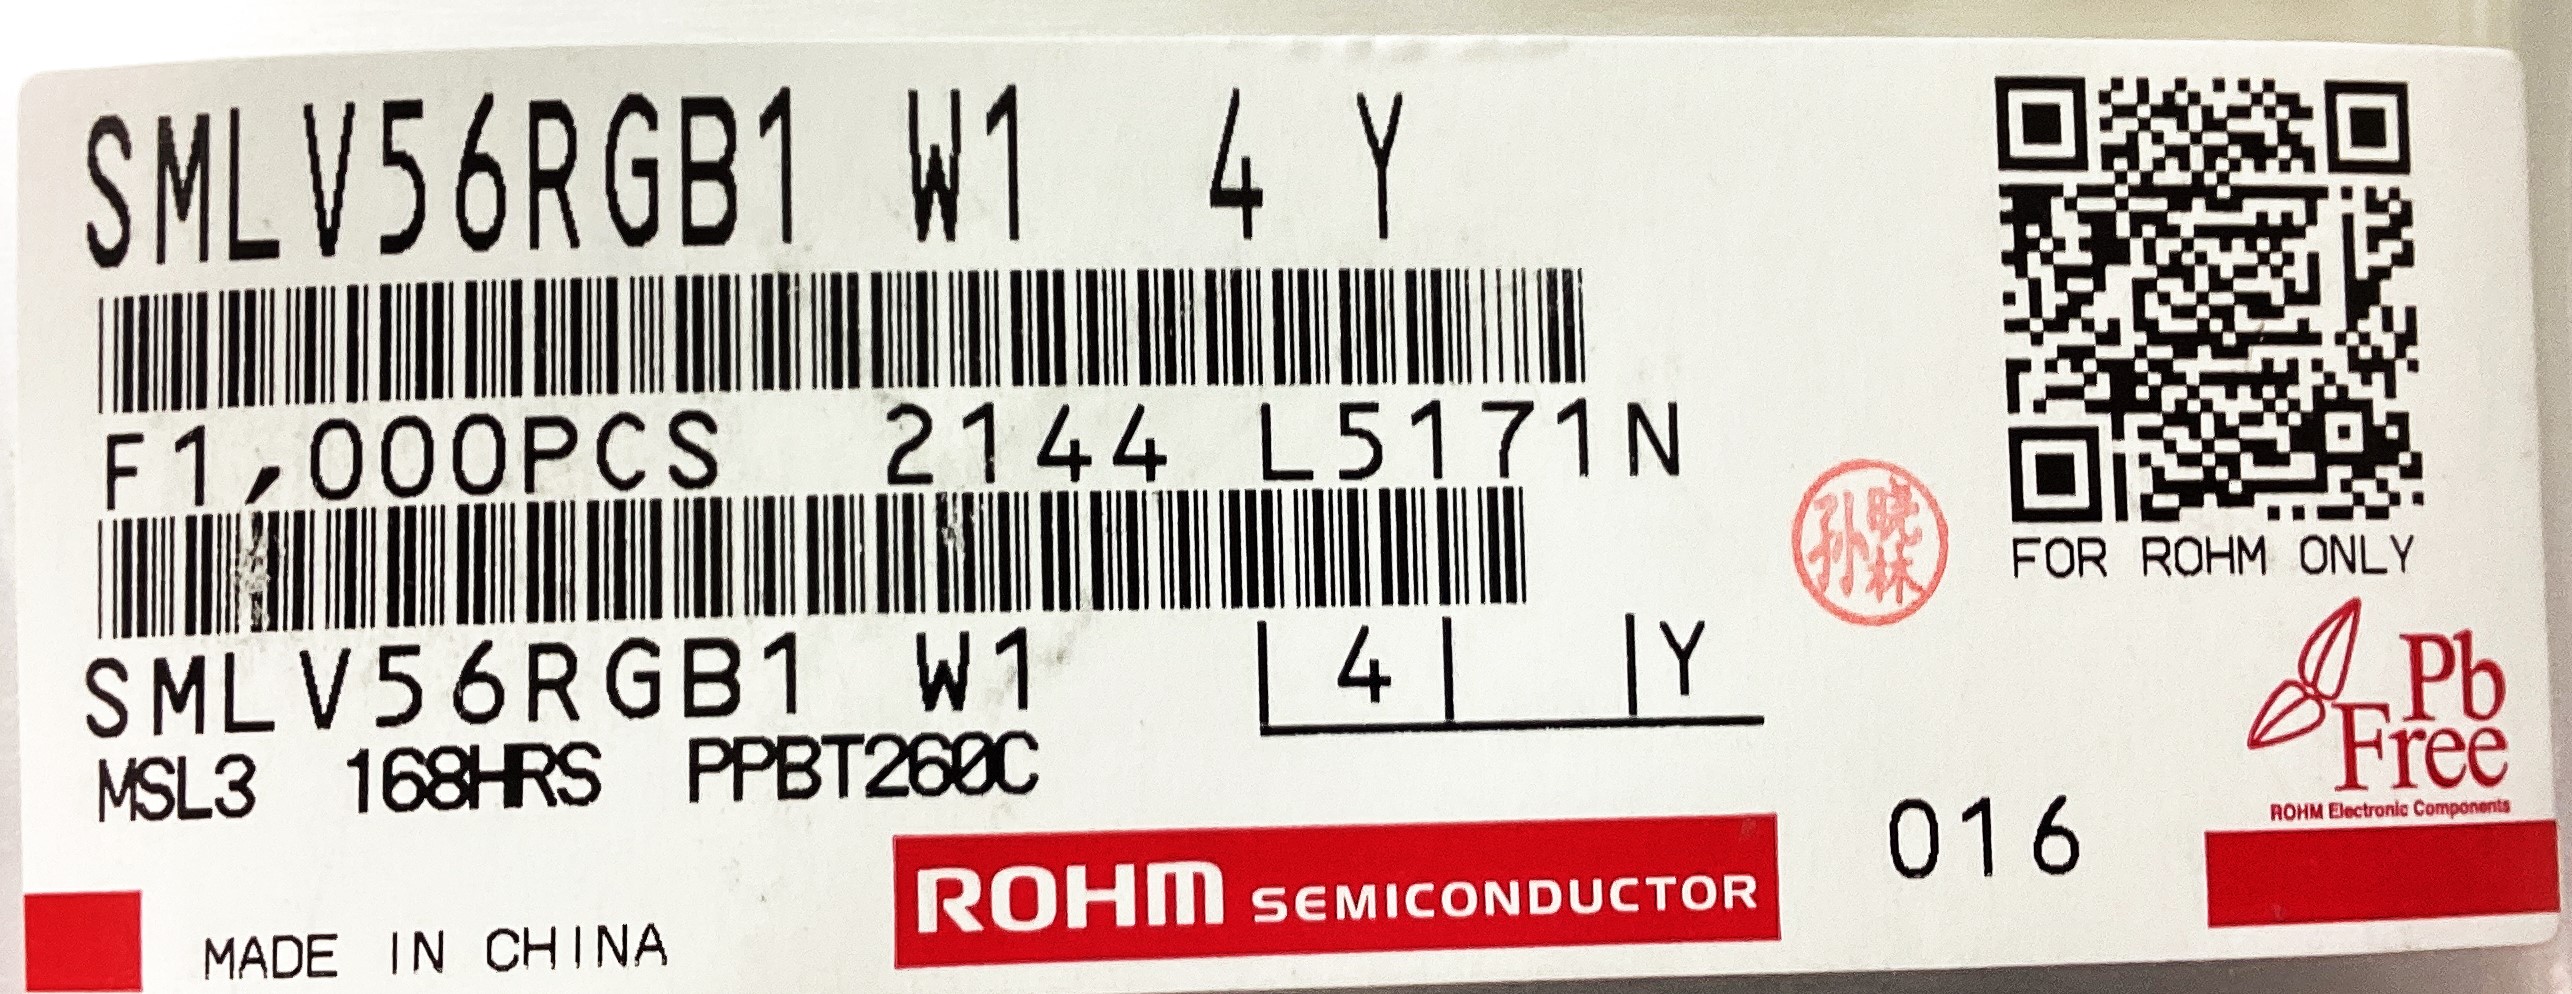 SMLV56RGB1 W1 4 Y
F1,000PCS 2144 L5171N
孙晓林
FOR ROHM ONLY
SMLV56RGB1 W1 4 Y
MSL3 168HRS PPBT260C
Pb
Free
ROHM Electronic Components
016
ROHM SEMICONDUCTOR
MADE IN CHINA